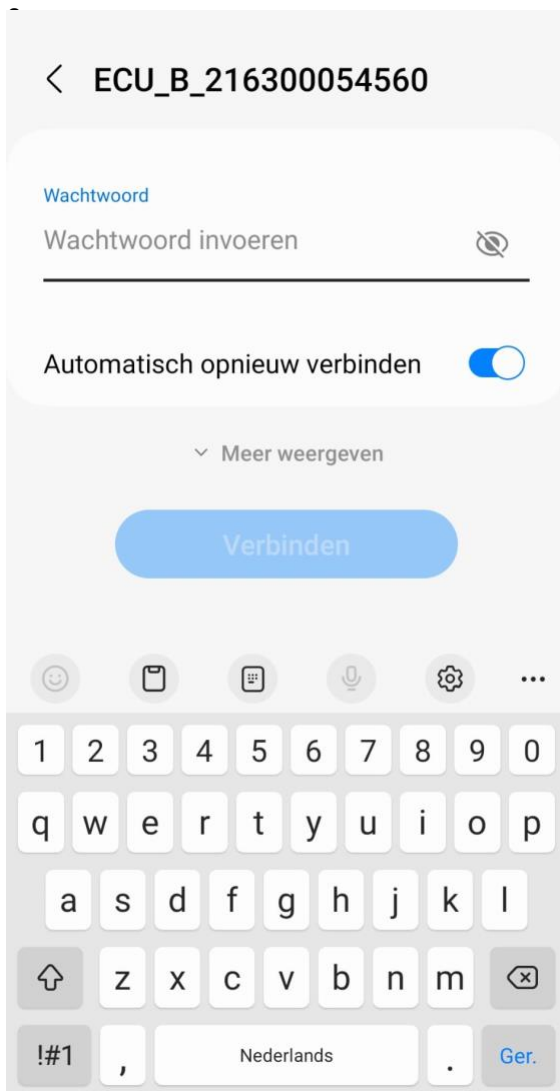 ECU_B_216300054560
Wachtwoord
Wachtwoord invoeren
Automatisch opnieuw verbinden
Meer weergeven
Verbinden
1 2 3 4 5 6 7 8 9 0
q w e r t y u i o p
a s d f g h j k l
z x c v b n m
!#1 , Nederlands . Ger.